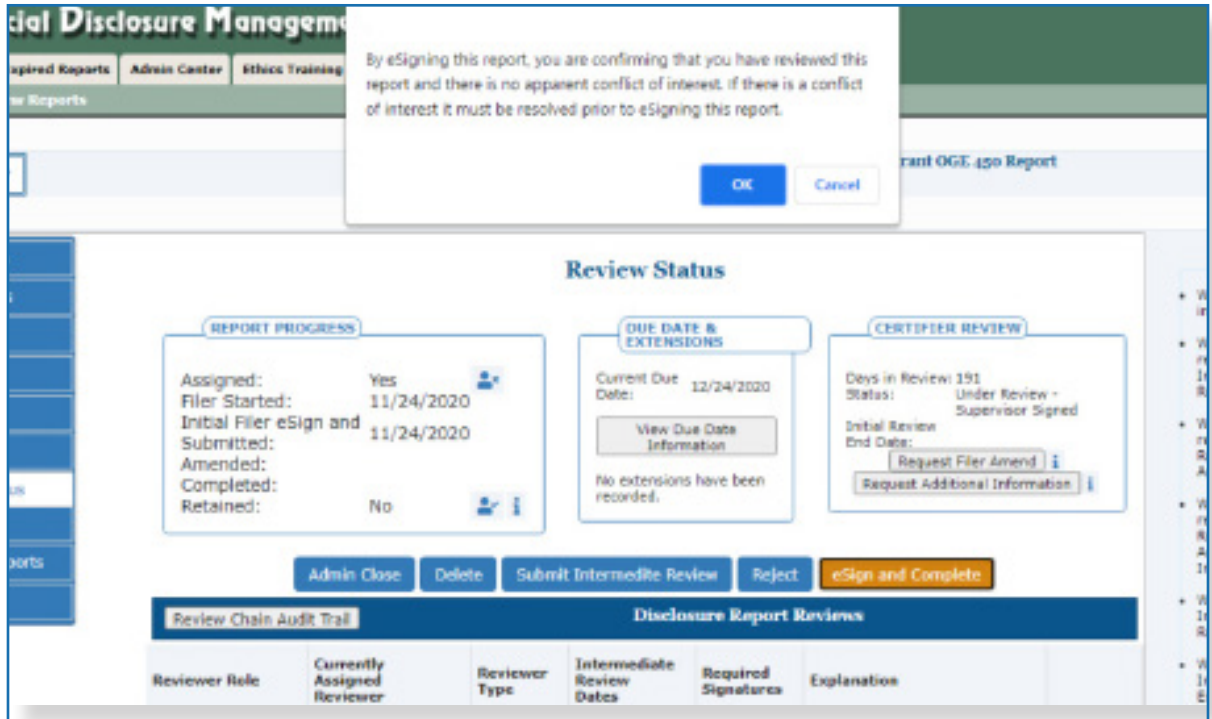 cial Disclosure Manageme
xpired Reports Admin Center Ethics Training
w Reports
By eSigning this report, you are confirming that you have reviewed this
report and there is no apparent conflict of interest. If there is a conflict
of interest it must be resolved prior to eSigning this report.
OK Cancel
rant OGE 450 Report
Review Status
REPORT PROGRESS
Assigned: Yes
Filer Started: 11/24/2020
Initial Filer eSign and
Submitted: 11/24/2020
Amended:
Completed:
Retained: No
DUE DATE &
EXTENSIONS
Current Due
Date: 12/24/2020
View Due Date
Information
No extensions have been
recorded.
CERTIFIER REVIEW
Days in Review: 191
Status: Under Review -
Supervisor Signed
Initial Review
End Date:
Request Filer Amend
Request Additional Information
us
ports
Admin Close Delete Submit Intermedite Review Reject eSign and Complete
Review Chain Audit Trail Disclosure Report Reviews
Reviewer Role
Currently
Assigned
Reviewer
Reviewer
Type
Intermediate
Review
Dates
Required
Signatures
Explanation